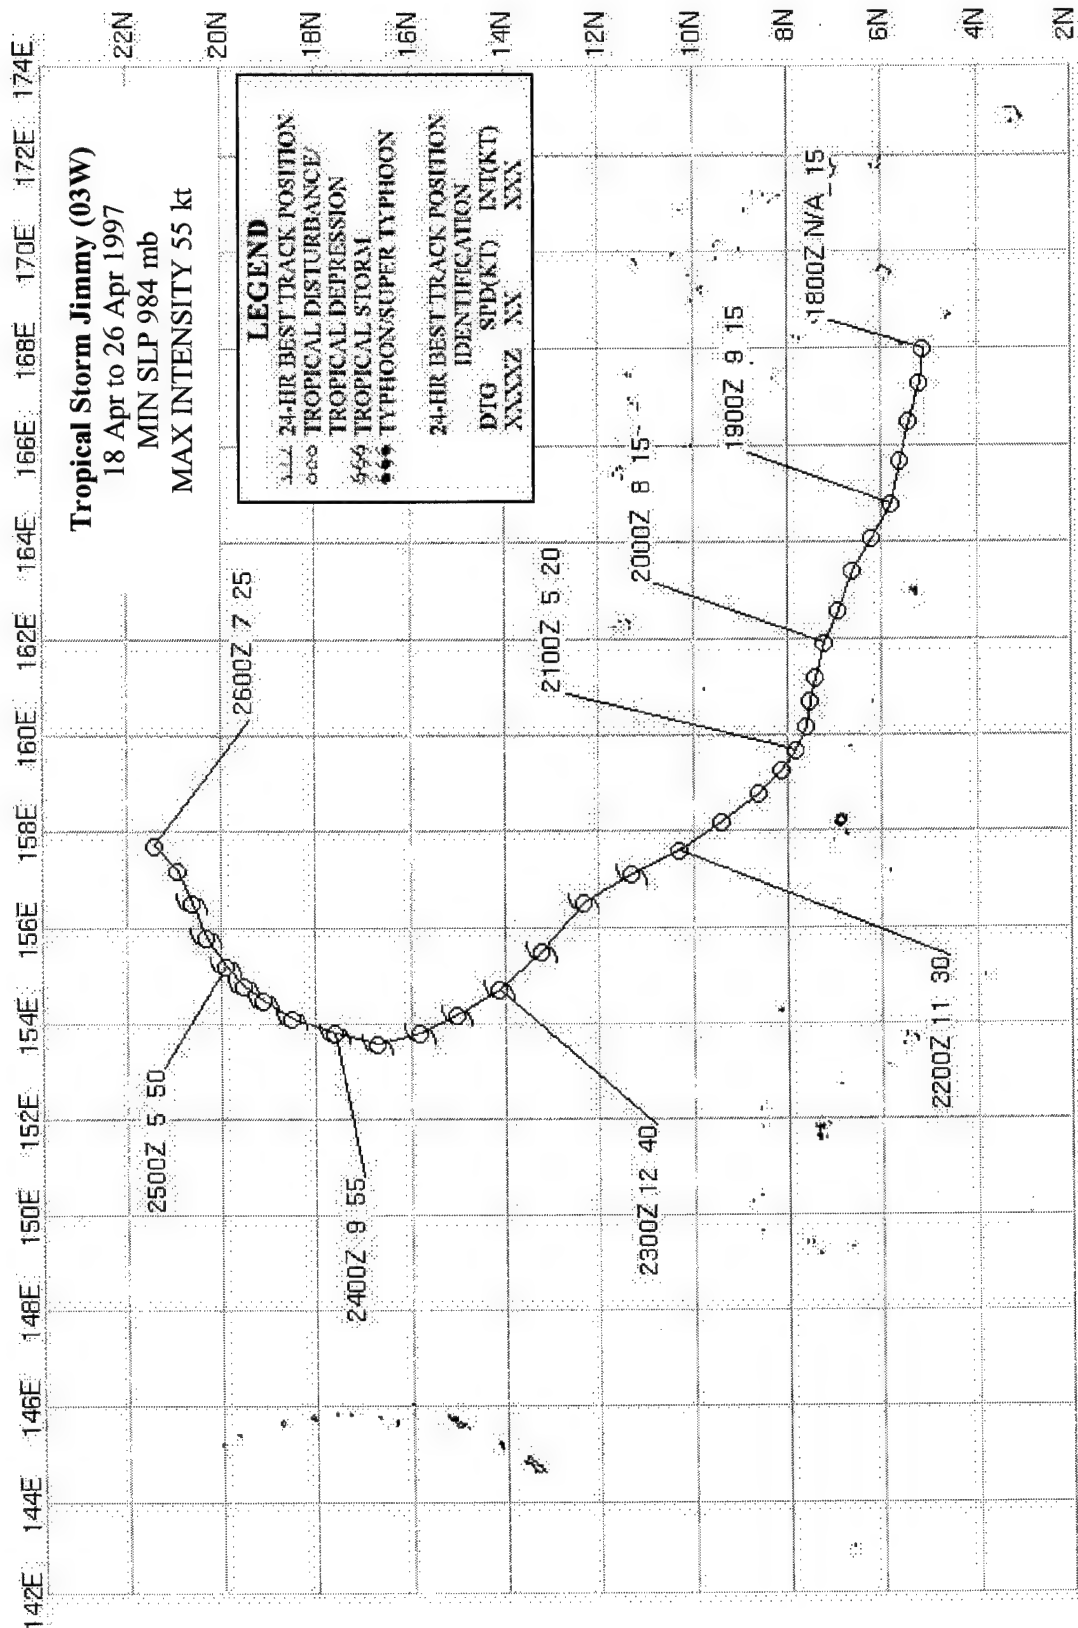 Tropical Storm Jimmy (03W)
18 Apr to 26 Apr 1997
MIN SLP 984 mb
MAX INTENSITY 55 kt
LEGEND
24-HR BEST TRACK POSITION
TROPICAL DISTURBANCE/
TROPICAL DEPRESSION
TROPICAL STORM
TYPHOON/SUPER TYPHOON
24-HR BEST TRACK POSITION
IDENTIFICATION
DTG SPD(KT) INT(KT)
XXXXZ XX XXX
142E 144E 146E 148E 150E 152E 154E 156E 158E 160E 162E 164E 166E 168E 170E 172E 174E
22N
20N
18N
16N
14N
12N
10N
8N
6N
4N
2N
2600Z 7 25
2500Z 5 50
2400Z 9 55
2300Z 12 40
2200Z 11 30
2100Z 5 20
2000Z 8 15
1900Z 9 15
1800Z N/A 15